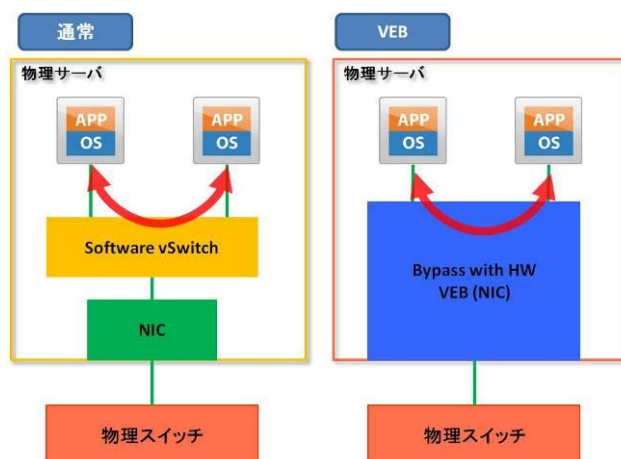 通常
物理サーバ
APP
OS
APP
OS
Software vSwitch
NIC
物理スイッチ
VEB
物理サーバ
APP
OS
APP
OS
Bypass with HW
VEB (NIC)
物理スイッチ